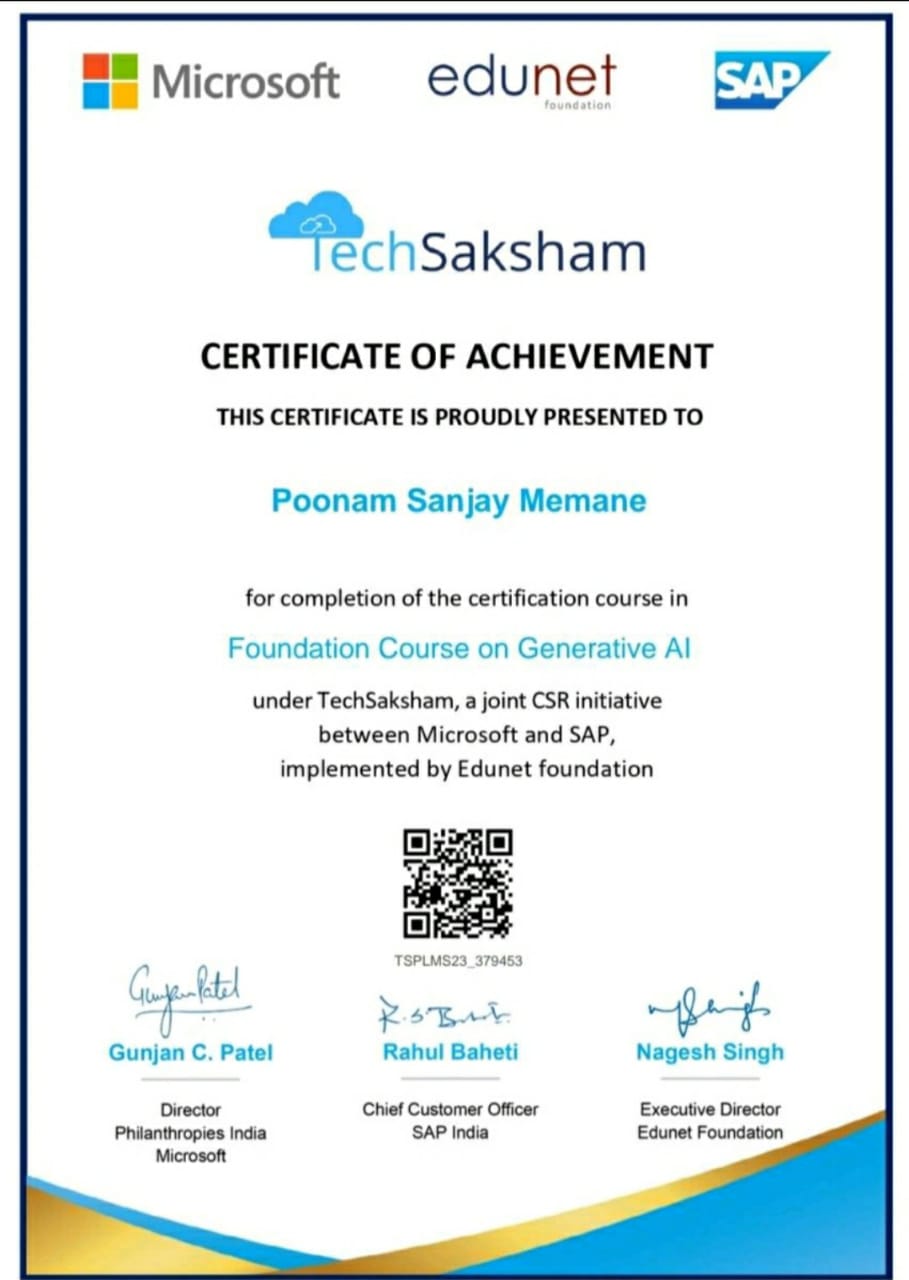 Microsoft
edunet
foundation
SAP
TechSaksham
CERTIFICATE OF ACHIEVEMENT
THIS CERTIFICATE IS PROUDLY PRESENTED TO
Poonam Sanjay Memane
for completion of the certification course in
Foundation Course on Generative AI
under TechSaksham, a joint CSR initiative
between Microsoft and SAP,
implemented by Edunet foundation
TSPLMS23_379453
Gunjan Patel
Gunjan C. Patel
Director
Philanthropies India
Microsoft
Rahul Baheti
Chief Customer Officer
SAP India
Nagesh Singh
Executive Director
Edunet Foundation